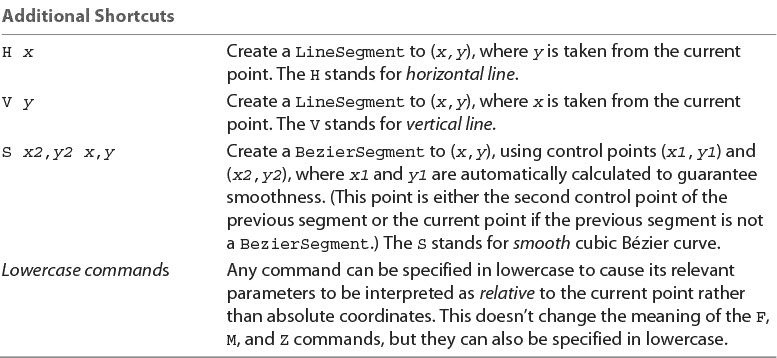 Additional Shortcuts
H x Create a LineSegment to (x, y), where y is taken from the current
point. The H stands for horizontal line.
V y Create a LineSegment to (x, y), where x is taken from the current
point. The V stands for vertical line.
S x2,y2 x,y Create a BezierSegment to (x, y), using control points (x1, y1) and
(x2, y2), where x1 and y1 are automatically calculated to guarantee
smoothness. (This point is either the second control point of the
previous segment or the current point if the previous segment is not
a BezierSegment.) The S stands for smooth cubic Bézier curve.
Lowercase commands Any command can be specified in lowercase to cause its relevant
parameters to be interpreted as relative to the current point rather
than absolute coordinates. This doesn’t change the meaning of the F,
M, and Z commands, but they can also be specified in lowercase.